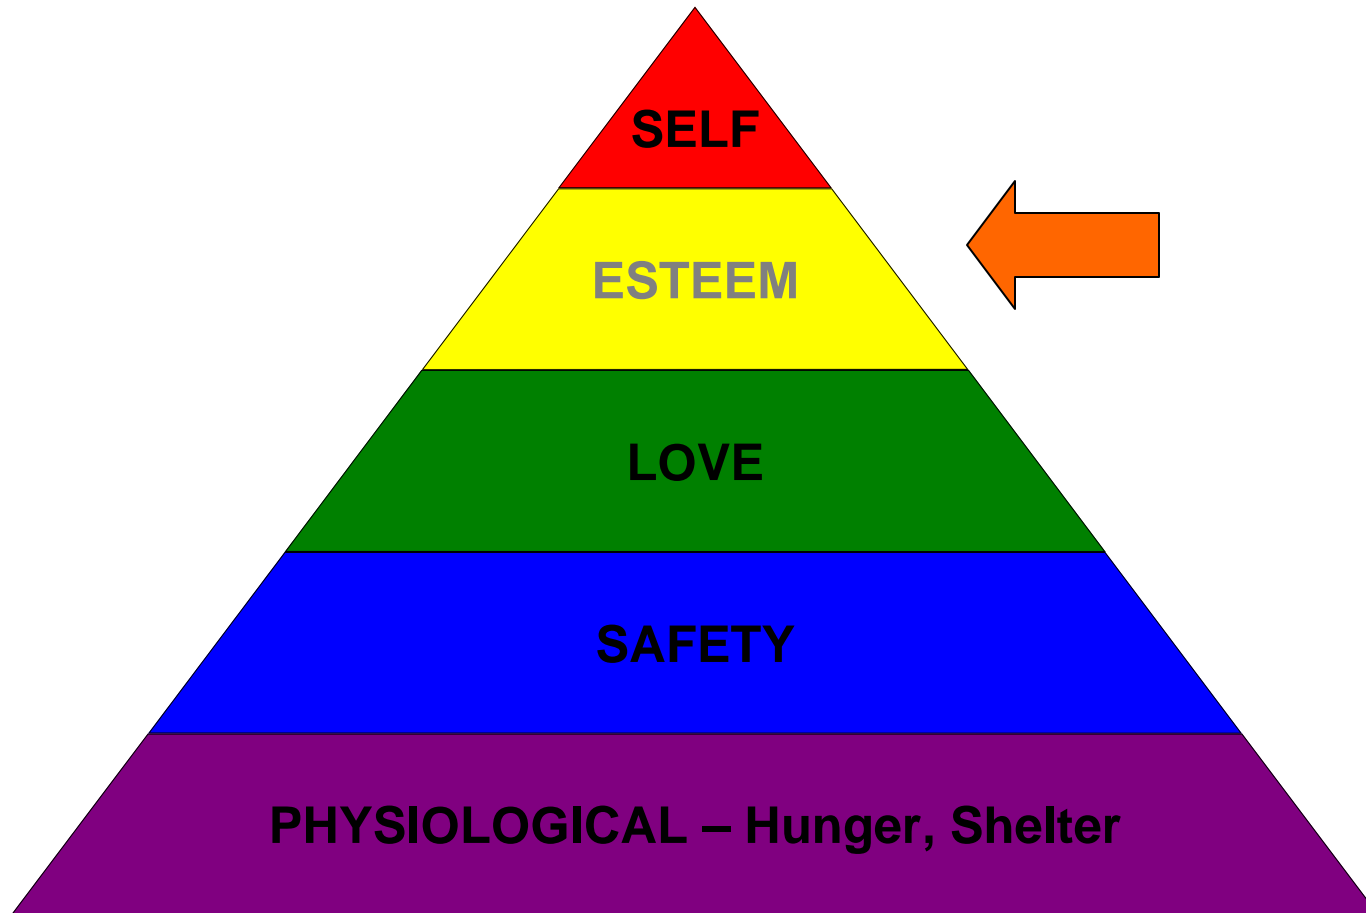 SELF
ESTEEM
LOVE
SAFETY
PHYSIOLOGICAL – Hunger, Shelter